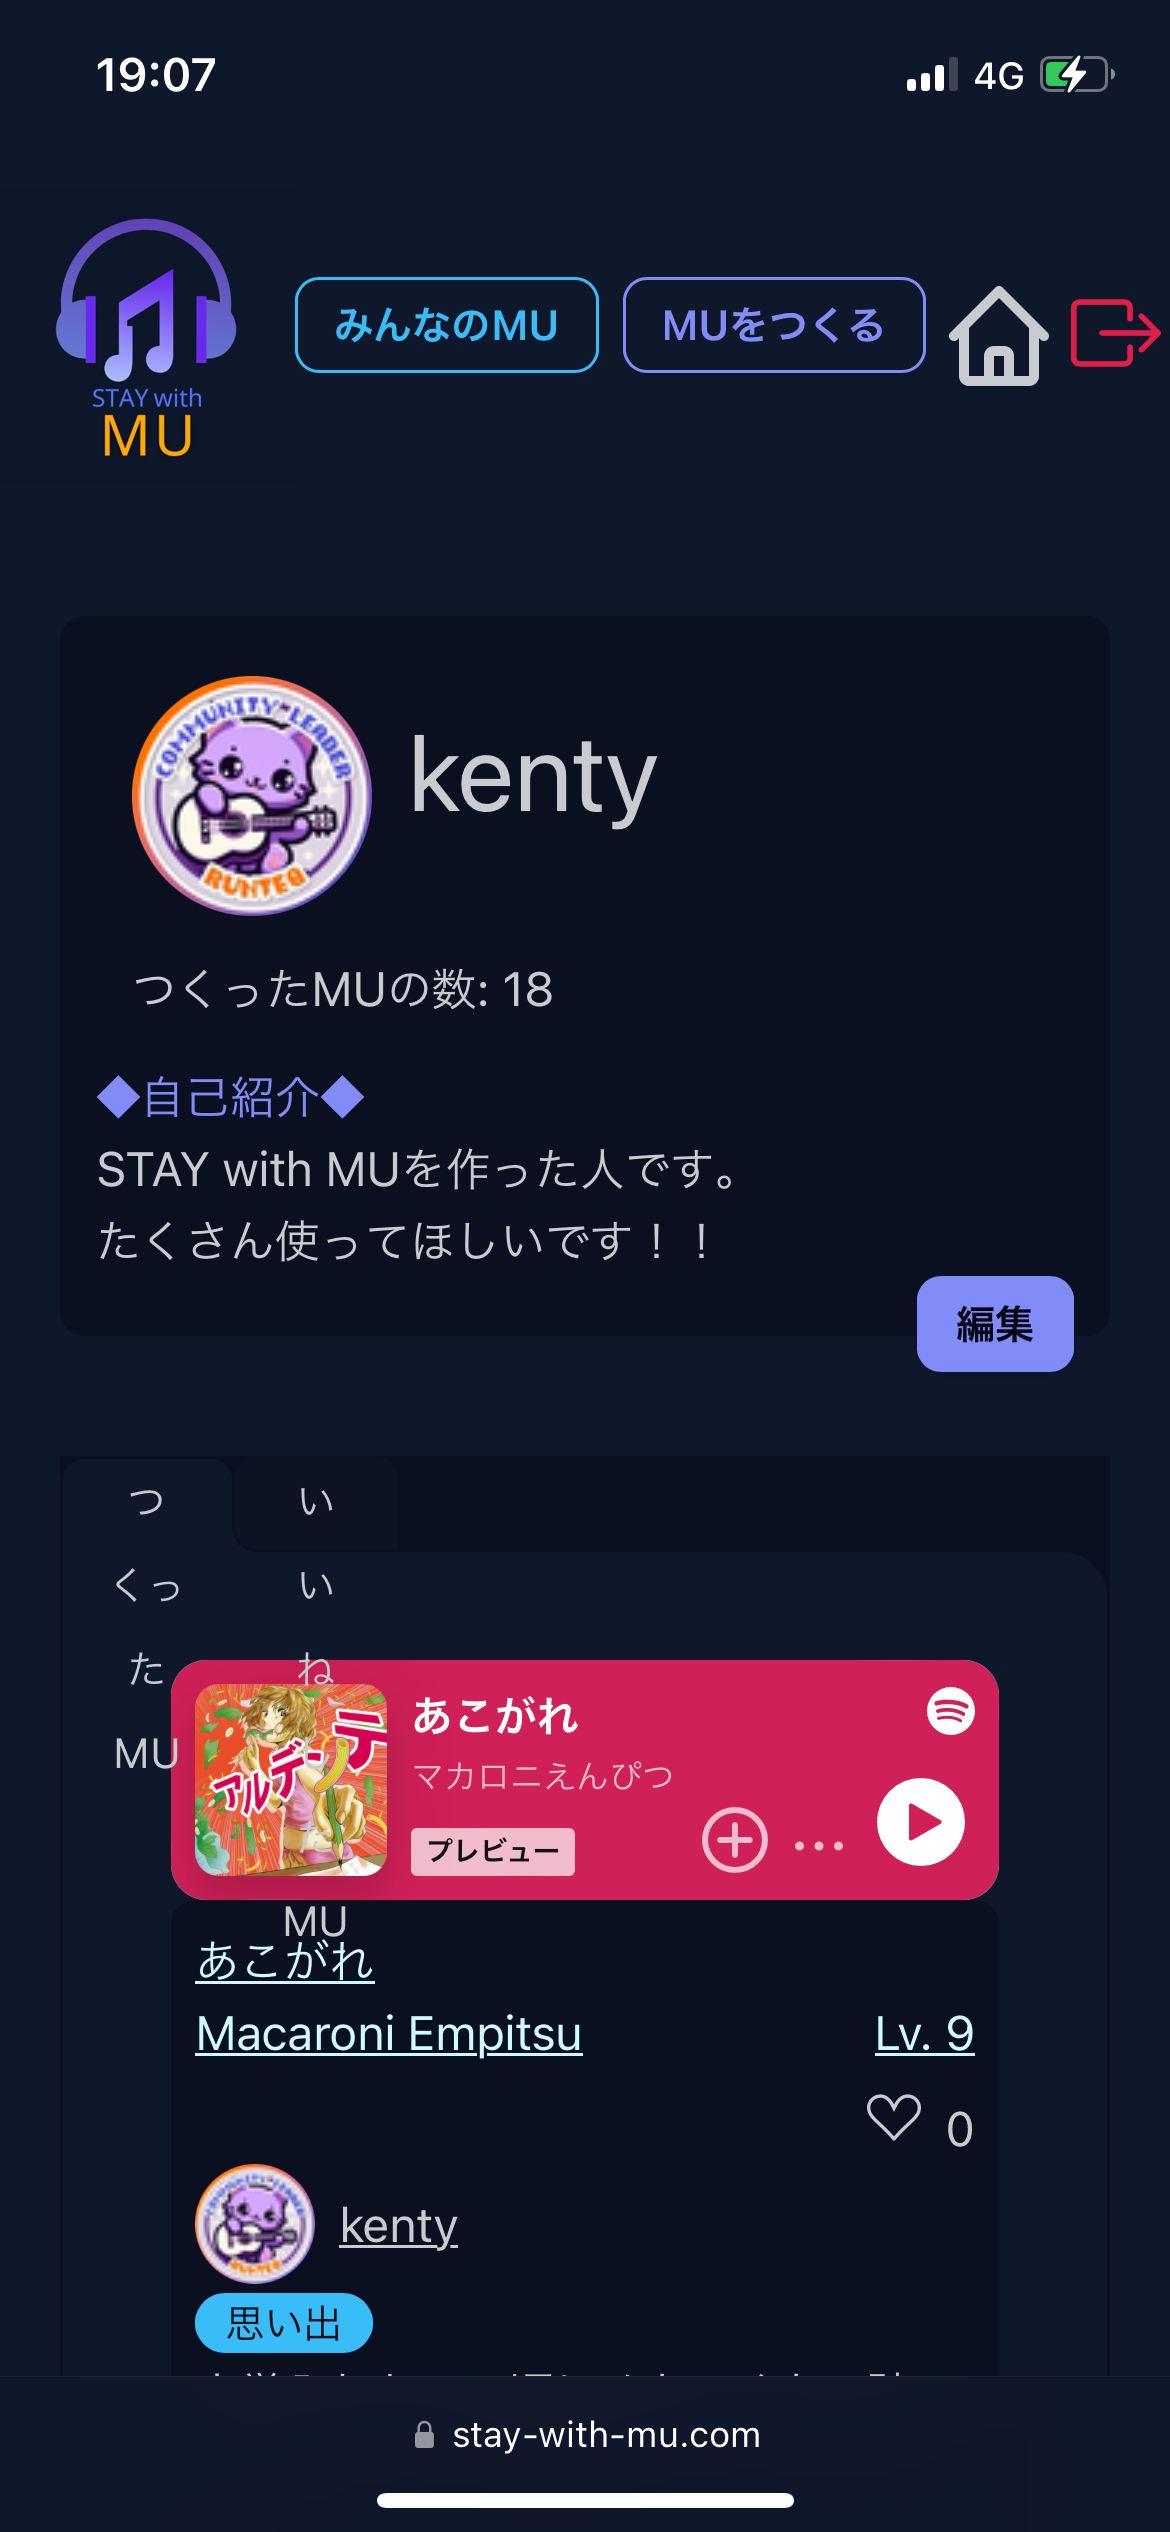 19:07
4G
STAY with
MU
みんなのMU
MUをつくる
COMMUNITY-LEADER
RUNTEQ
kenty
つくったMUの数: 18
◆自己紹介◆
STAY with MUを作った人です。
たくさん使ってほしいです！！
編集
つ
くっ
た
MU
い
い
ね
MU
アルデンテ
あこがれ
マカロニえんぴつ
プレビュー
あこがれ
Macaroni Empitsu
Lv. 9
0
kenty
思い出
stay-with-mu.com